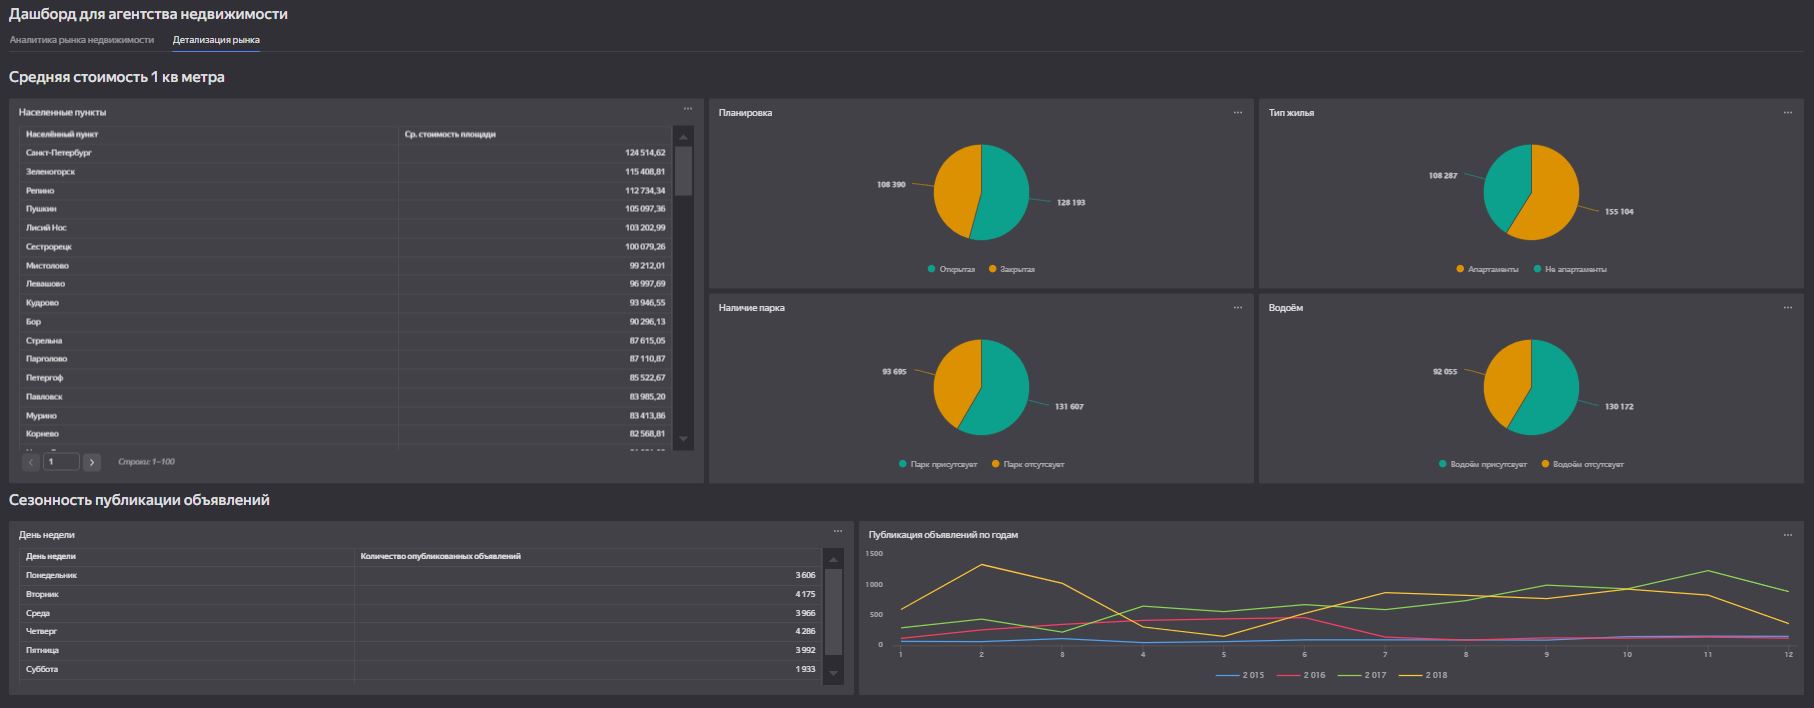 Дашборд для агентства недвижимости
Аналитика рынка недвижимости Детализация рынка
Средняя стоимость 1 кв метра
Населенные пункты
Населённый пункт Ср. стоимость площади
Санкт-Петербург 124 514,62
Зеленогорск 115 408,81
Репино 112 734,34
Пушкин 105 097,36
Лисий Нос 103 202,99
Сестрорецк 100 079,26
Мистолово 99 212,01
Левашово 96 997,69
Кудрово 93 946,55
Бор 90 296,13
Стрельна 87 615,05
Парголово 87 110,87
Петергоф 85 522,67
Павловск 83 985,20
Мурино 83 413,86
Корнево 82 568,81
1 Строки: 1–100
Планировка
108 390
128 193
Открытая Закрытая
Тип жилья
108 287
155 104
Апартаменты Не апартаменты
Наличие парка
93 695
131 607
Парк присутсвует Парк отсутсвует
Водоём
92 055
130 172
Водоём присутсвует Водоём отсутсвует
Сезонность публикации объявлений
День недели
День недели Количество опубликованных объявлений
Понедельник 3 606
Вторник 4 175
Среда 3 966
Четверг 4 286
Пятница 3 992
Суббота 1 933
Публикация объявлений по годам
1500
1000
500
0
1 2 3 4 5 6 7 8 9 10 11 12
2 015 2 016 2 017 2 018